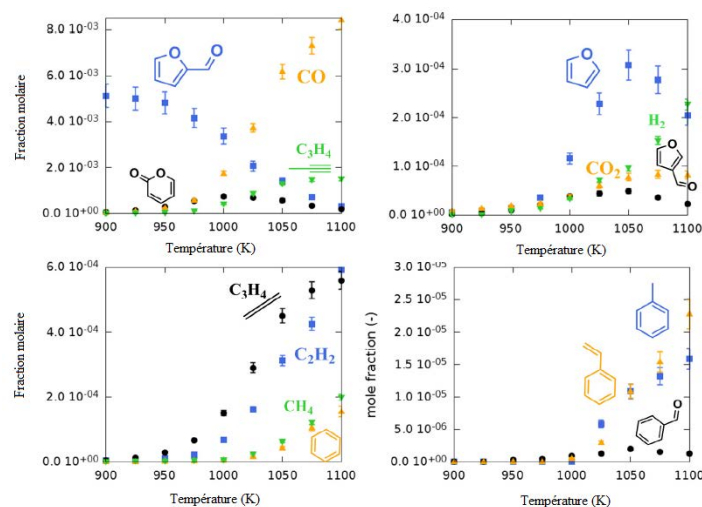 8.0 10⁻⁰³
6.0 10⁻⁰³
4.0 10⁻⁰³
2.0 10⁻⁰³
0.0 10⁺⁰⁰
Fraction molaire
O
O
CO
C₃H₄
O
O
900 950 1000 1050 1100
Température (K)
4.0 10⁻⁰⁴
3.0 10⁻⁰⁴
2.0 10⁻⁰⁴
1.0 10⁻⁰⁴
0.0 10⁺⁰⁰
Fraction molaire
O
H₂
O
CO₂
O
900 950 1000 1050 1100
Température (K)
6.0 10⁻⁰⁴
4.0 10⁻⁰⁴
2.0 10⁻⁰⁴
0.0 10⁺⁰⁰
Fraction molaire
C₃H₄
C₂H₂
CH₄
900 950 1000 1050 1100
Température (K)
3.0 10⁻⁰⁵
2.5 10⁻⁰⁵
2.0 10⁻⁰⁵
1.5 10⁻⁰⁵
1.0 10⁻⁰⁵
5.0 10⁻⁰⁶
0.0 10⁺⁰⁰
mole fraction (-)
O
900 950 1000 1050 1100
Température (K)